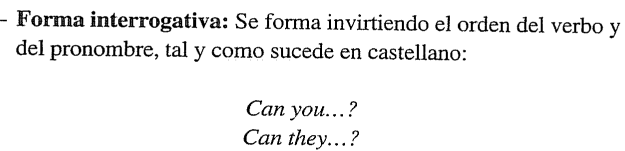 - Forma interrogativa: Se forma invirtiendo el orden del verbo y
del pronombre, tal y como sucede en castellano:
Can you...?
Can they...?